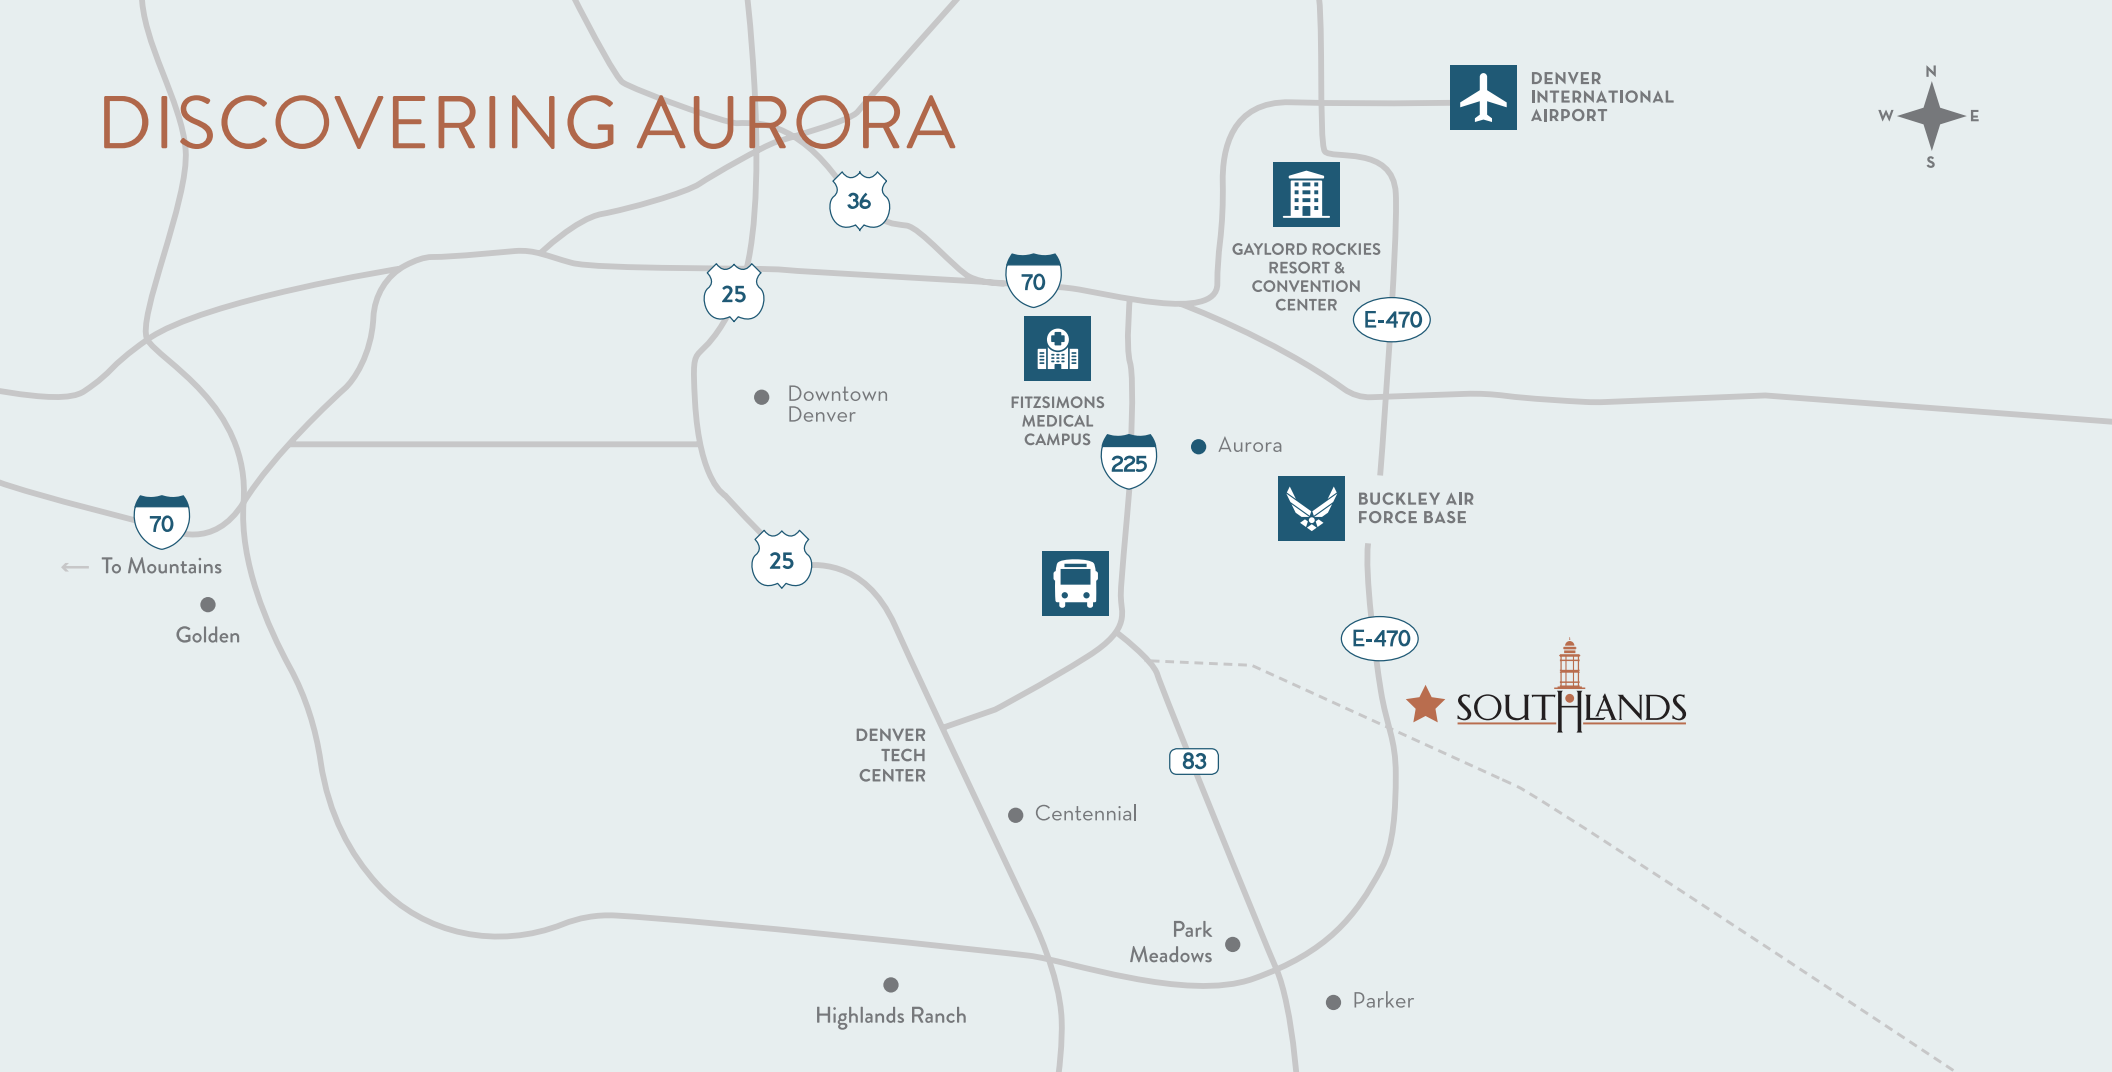 DISCOVERING AURORA
DENVER
INTERNATIONAL
AIRPORT
N
W
E
S
36
GAYLORD ROCKIES
RESORT &
CONVENTION
CENTER
70
25
E-470
FITZSIMONS
MEDICAL
CAMPUS
Downtown
Denver
225
Aurora
BUCKLEY AIR
FORCE BASE
70
To Mountains
25
Golden
E-470
SOUTHLANDS
DENVER
TECH
CENTER
83
Centennial
Park
Meadows
Highlands Ranch
Parker